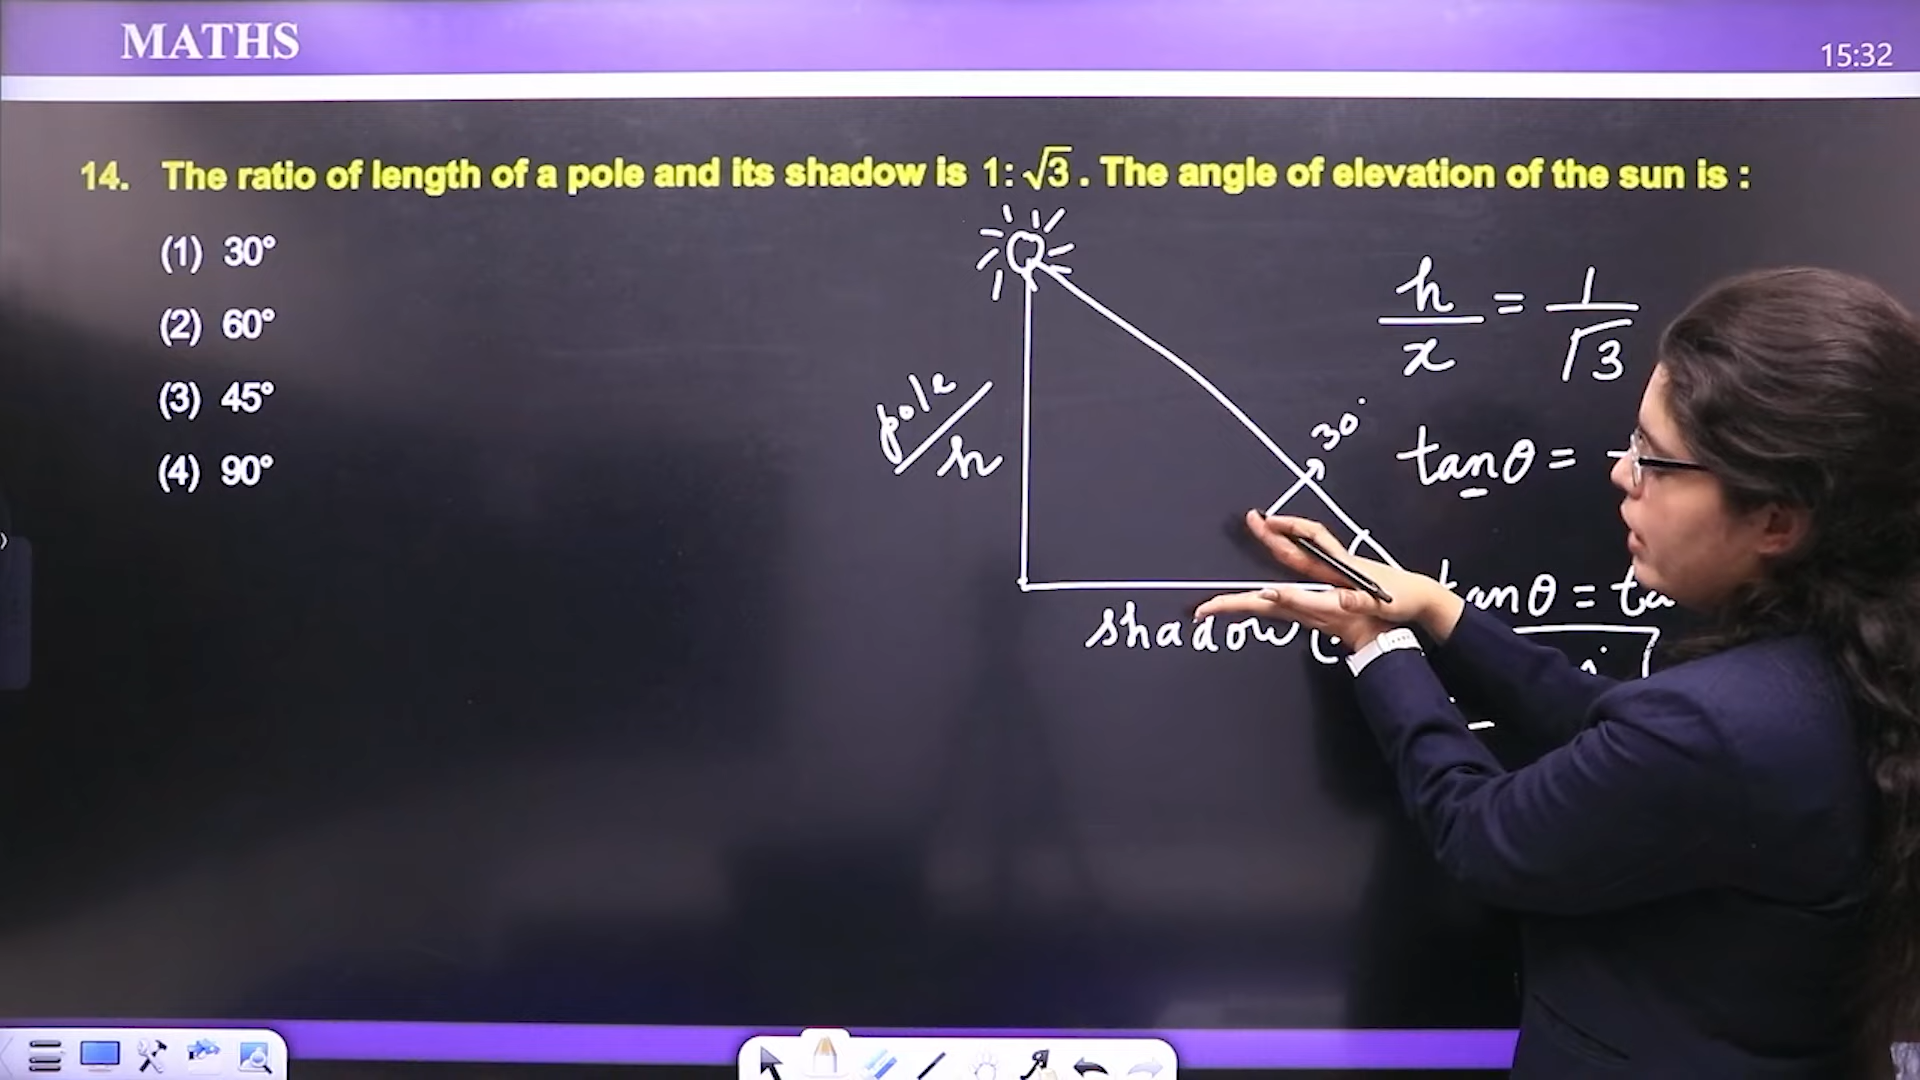 MATHS
15:32
14. The ratio of length of a pole and its shadow is 1:√3. The angle of elevation of the sun is :
(1) 30°
(2) 60°
(3) 45°
(4) 90°
pole/h
30°
shadow
h/x = 1/√3
tanθ =
tanθ =